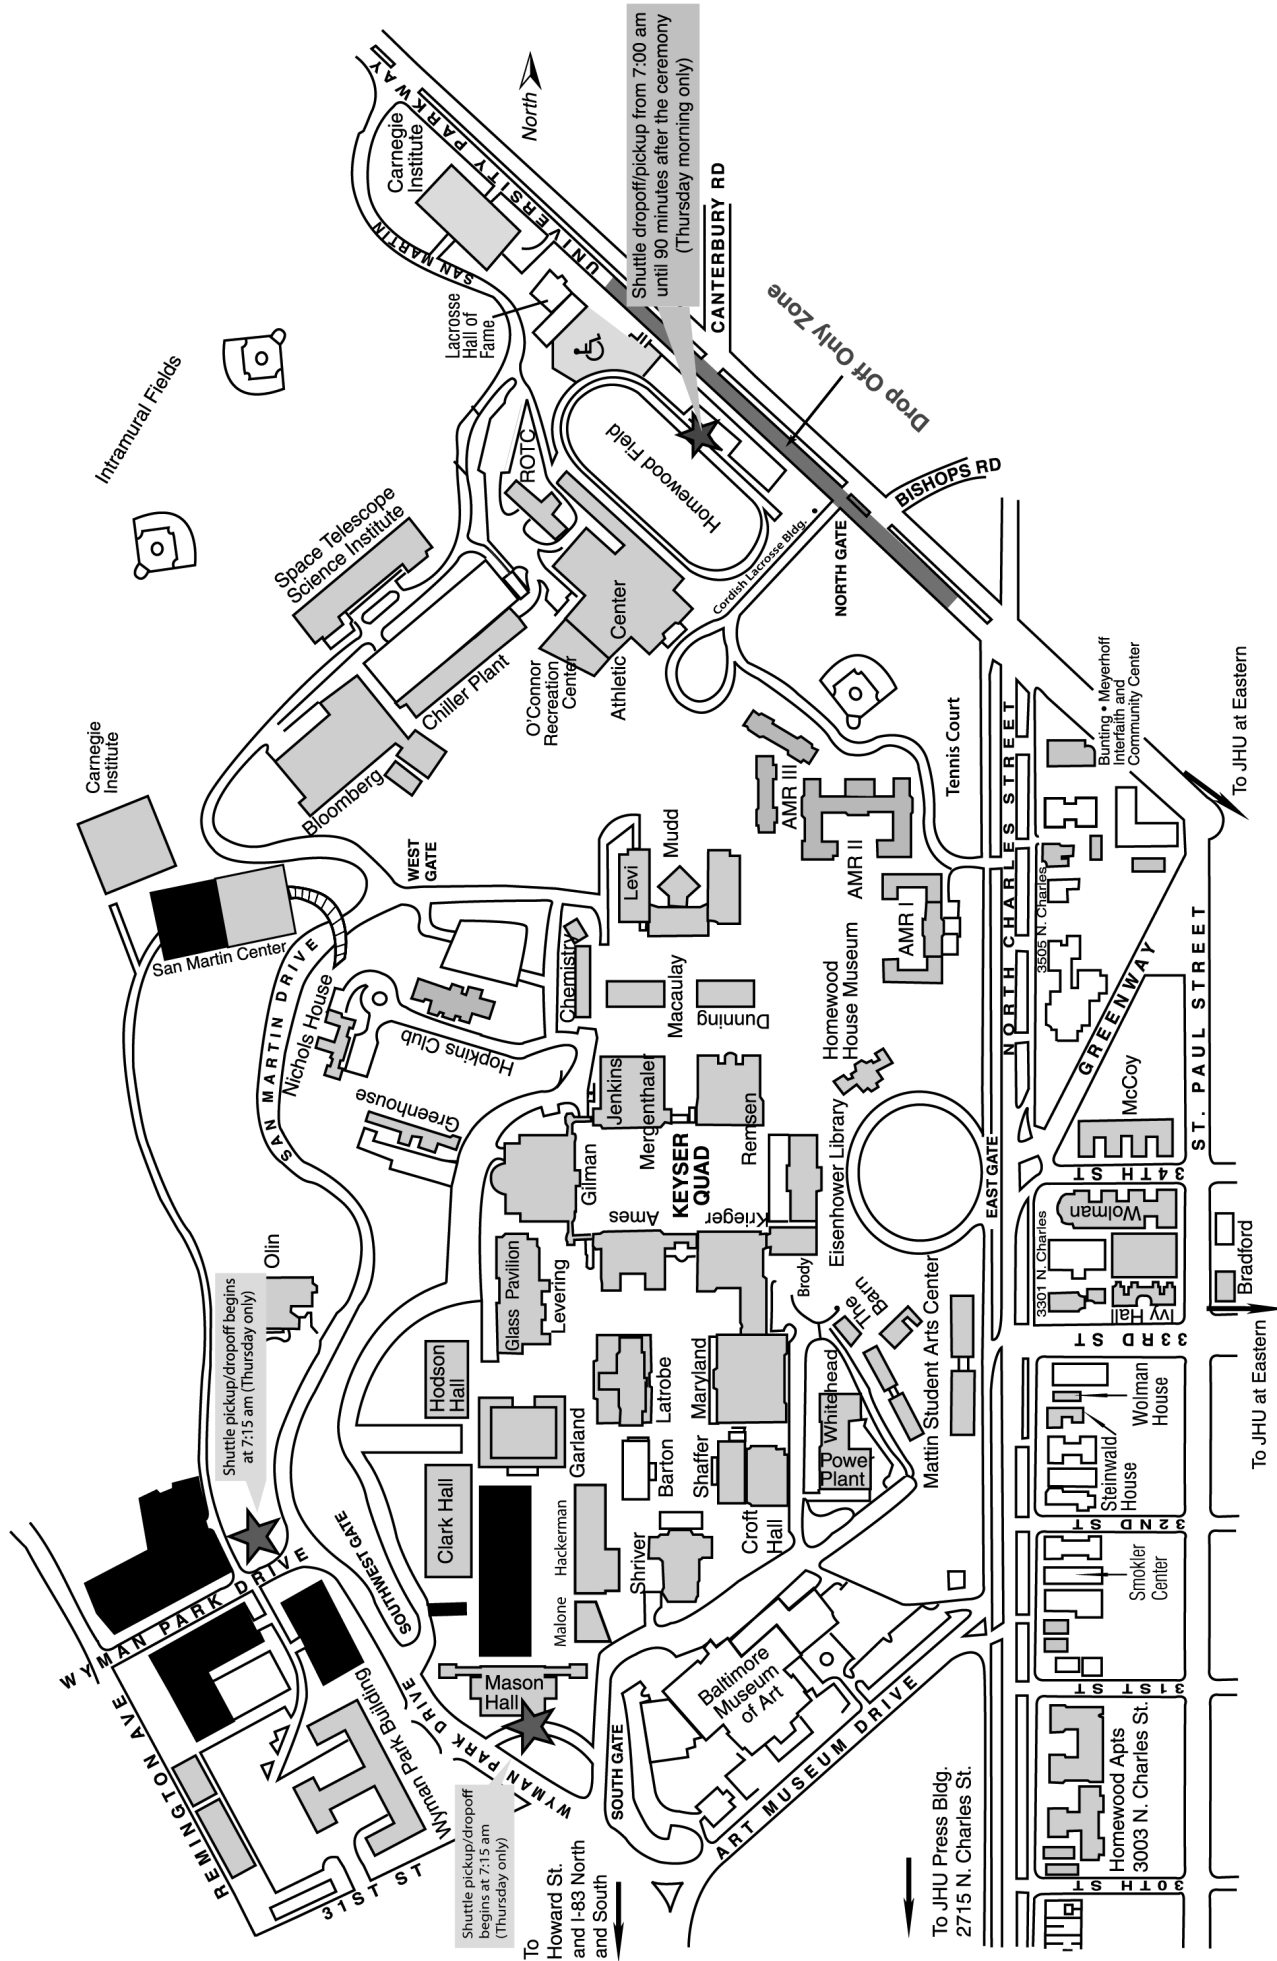 UNIVERSITY PARKWAY
Carnegie
Institute
North
SAN MARTIN
Lacrosse
Hall of
Fame
Shuttle dropoff/pickup from 7:00 am
until 90 minutes after the ceremony
(Thursday morning only)
CANTERBURY RD
Drop Off Only Zone
BISHOPS RD
Intramural Fields
Space Telescope
Science Institute
ROTC
Homewood Field
Cordish Lacrosse Bldg.
NORTH GATE
Athletic Center
O'Connor
Recreation
Center
Chiller Plant
Bloomberg
Carnegie
Institute
San Martin Center
WEST
GATE
SAN MARTIN DRIVE
Nichols House
Hopkins Club
Greenhouse
Chemistry
Levi
Mudd
Macaulay
Dunning
AMR III
AMR II
AMR I
Tennis Court
NORTH CHARLES STREET
Bunting • Meyerhoff
Interfaith and
Community Center
To JHU at Eastern
3505 N. Charles
GREENWAY
ST. PAUL STREET
McCoy
34TH ST
Homewood
House Museum
Jenkins
Mergenthaler
Remsen
KEYSER
QUAD
Gilman
Ames
Krieger
Eisenhower Library
EAST GATE
Wolman
3301 N. Charles
Ivy Hall
Bradford
33RD ST
To JHU at Eastern
Olin
Shuttle pickup/dropoff begins
at 7:15 am (Thursday only)
Glass Pavilion
Levering
Brody
The
Barn
Mattin Student Arts Center
Hodson
Hall
Garland
Latrobe
Maryland
Whitehead
Powe
Plant
Clark Hall
Barton
Shaffer
Croft
Hall
Hackerman
Shriver
Malone
Mason
Hall
Wolman
House
Steinwald
House
32ND ST
Smokler
Center
31ST ST
SOUTHWEST GATE
WYMAN PARK DRIVE
WYMAN PARK DRIVE
REMINGTON AVE
Wyman Park Building
31ST ST
Shuttle pickup/dropoff
begins at 7:15 am
(Thursday only)
SOUTH GATE
Baltimore
Museum
of Art
ART MUSEUM DRIVE
To
Howard St.
and I-83 North
and South
To JHU Press Bldg.
2715 N. Charles St.
Homewood Apts
3003 N. Charles St.
30TH ST